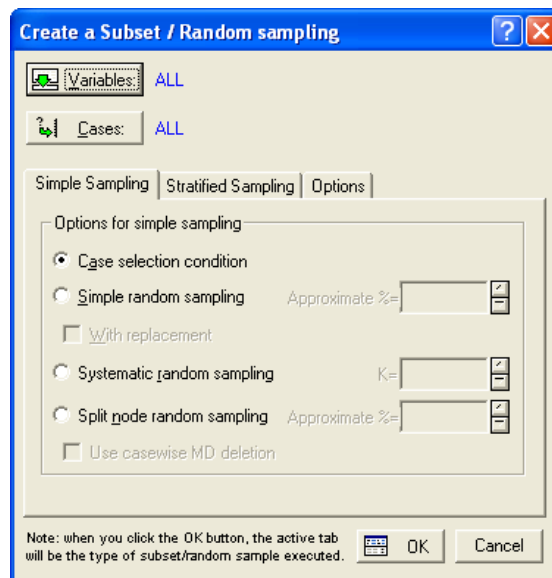 Create a Subset / Random sampling
Variables: ALL
Cases: ALL
Simple Sampling Stratified Sampling Options
Options for simple sampling
Case selection condition
Simple random sampling Approximate %=
With replacement
Systematic random sampling K=
Split node random sampling Approximate %=
Use casewise MD deletion
Note: when you click the OK button, the active tab
will be the type of subset/random sample executed.
OK Cancel